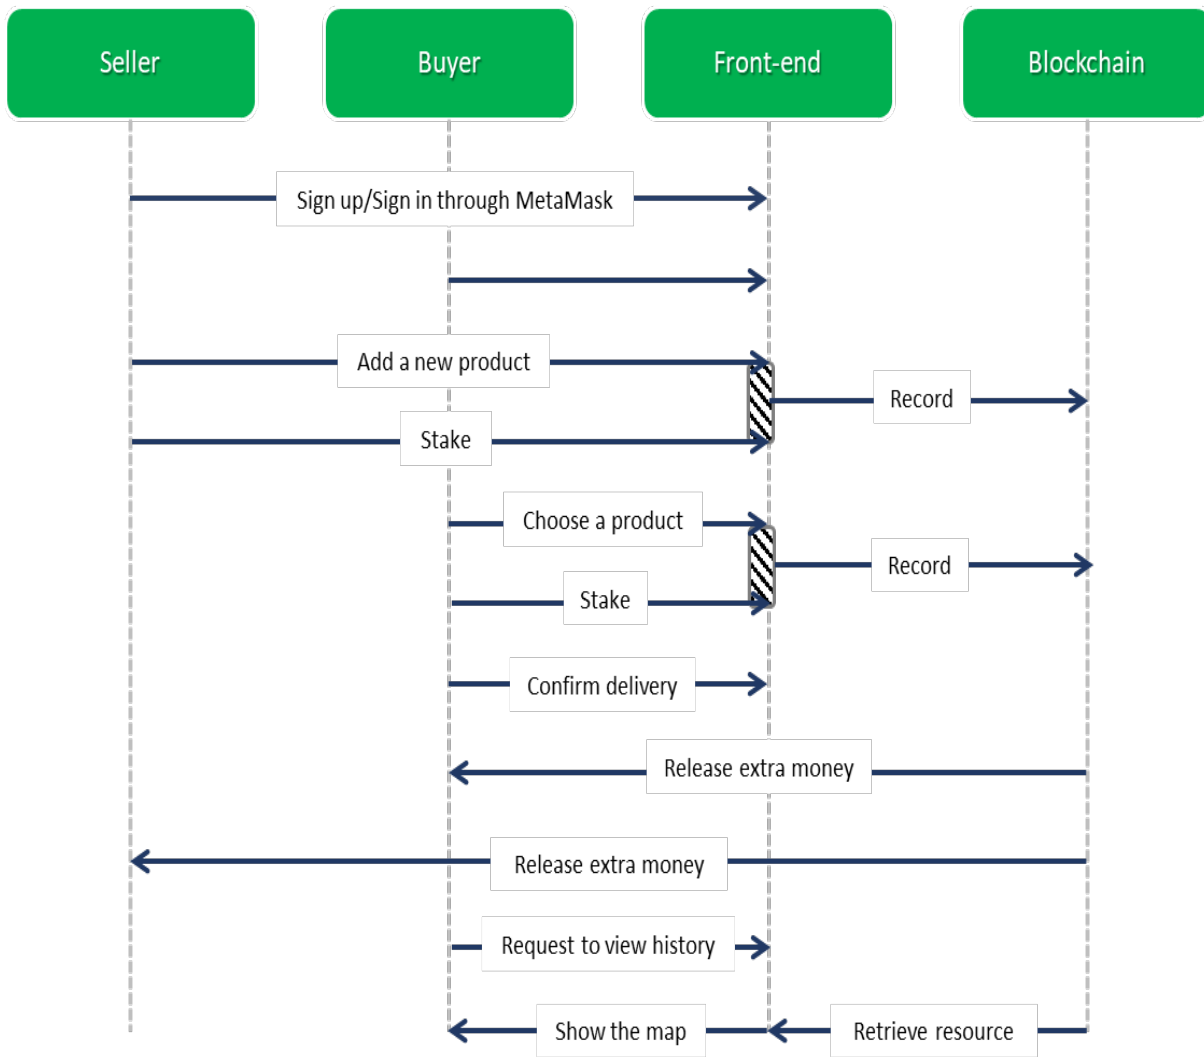 Seller
Buyer
Front-end
Blockchain
Sign up/Sign in through MetaMask
Add a new product
Record
Stake
Choose a product
Record
Stake
Confirm delivery
Release extra money
Release extra money
Request to view history
Show the map
Retrieve resource